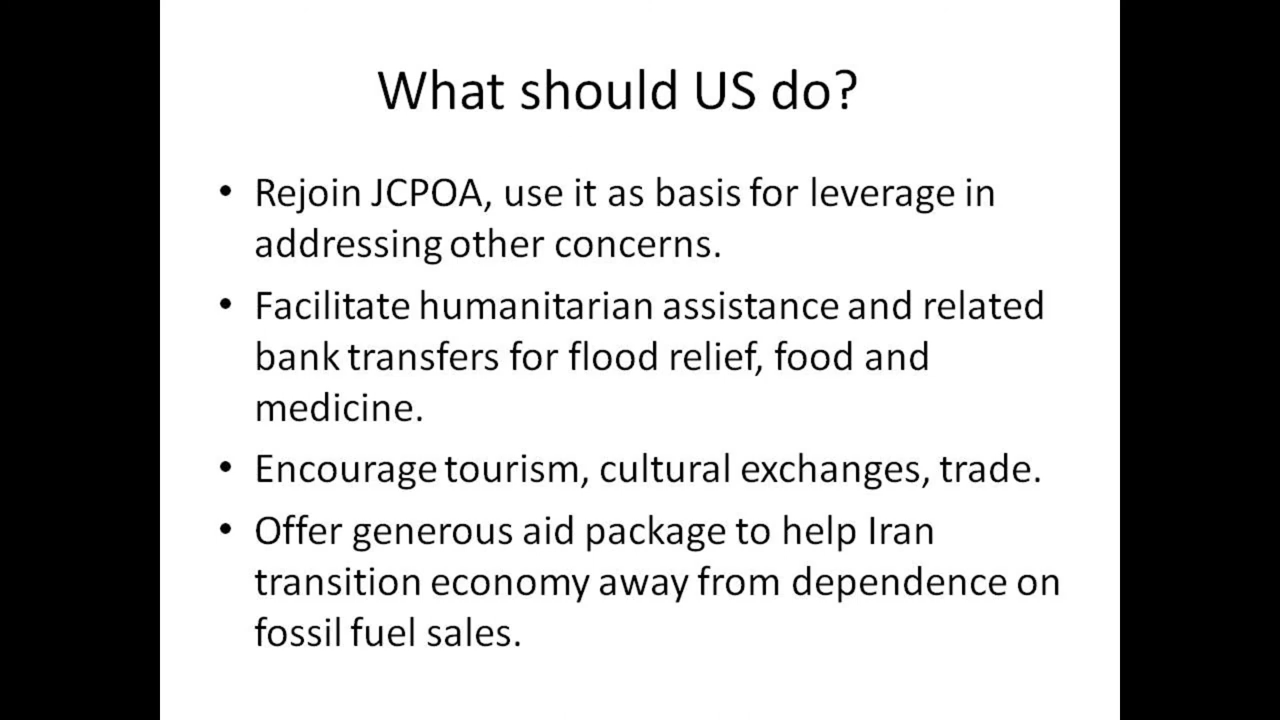 What should US do?
• Rejoin JCPOA, use it as basis for leverage in
addressing other concerns.
• Facilitate humanitarian assistance and related
bank transfers for flood relief, food and
medicine.
• Encourage tourism, cultural exchanges, trade.
• Offer generous aid package to help Iran
transition economy away from dependence on
fossil fuel sales.